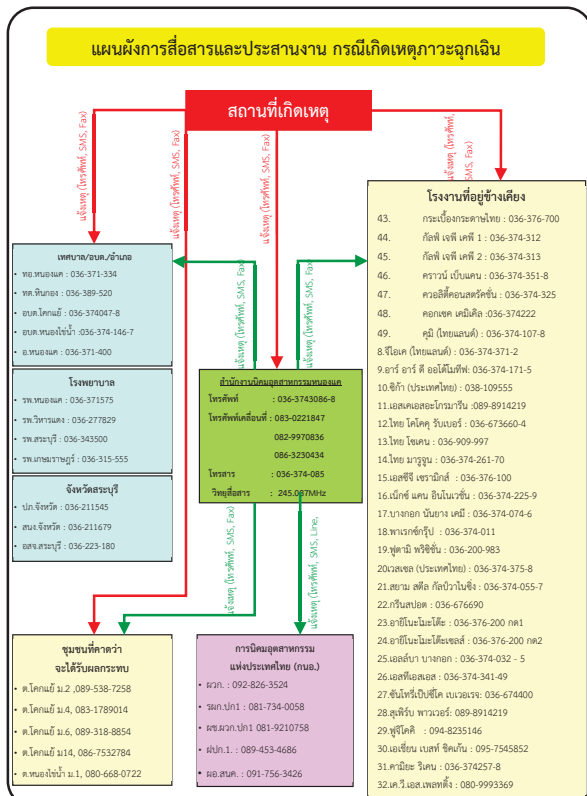 แผนผังการสื่อสารและประสานงาน กรณีเกิดเหตุภาวะฉุกเฉิน
สถานที่เกิดเหตุ
แจ้งเหตุ (โทรศัพท์, SMS, Fax)
แจ้งเหตุ (โทรศัพท์, SMS, Fax)
แจ้งเหตุ (โทรศัพท์, SMS, Fax)
แจ้งเหตุ (โทรศัพท์,
SMS, Fax)
เทศบาล/อบต./อำเภอ
• ทอ.หนองแค : 036-371-334
• ทต.หินกอง : 036-389-520
• อบต.โคกแย้ : 036-374047-8
• อบต.หนองไข่น้ำ :036-374-146-7
• อ.หนองแค : 036-371-400
โรงพยาบาล
• รพ.หนองแค : 036-371575
• รพ.วิหารแดง : 036-277829
• รพ.สระบุรี : 036-343500
• รพ.เกษมราษฎร์ : 036-315-555
จังหวัดสระบุรี
• ปภ.จังหวัด : 036-211545
• สนง.จังหวัด : 036-211679
• อสจ.สระบุรี : 036-223-180
แจ้งเหตุ (โทรศัพท์, SMS, Fax)
แจ้งเหตุ (โทรศัพท์, SMS, Fax)
สำนักงานนิคมอุตสาหกรรมหนองแค
โทรศัพท์ : 036-3743086-8
โทรศัพท์เคลื่อนที่ : 083-0221847
082-9970836
086-3230434
โทรสาร : 036-374-085
วิทยุสื่อสาร : 245.087MHz
แจ้งเหตุ (โทรศัพท์, SMS, Fax)
แจ้งเหตุ (โทรศัพท์, SMS, Line,
ชุมชนที่คาดว่า
จะได้รับผลกระทบ
• ต.โคกแย้ ม.2 ,089-538-7258
• ต.โคกแย้ ม.4, 083-1789014
• ต.โคกแย้ ม.6, 089-318-8854
• ต.โคกแย้ ม14, 086-7532784
• ต.หนองไข่น้ำ ม.1, 080-668-0722
การนิคมอุตสาหกรรม
แห่งประเทศไทย (กนอ.)
• ผวก. : 092-826-3524
• รผก.ปก1 : 081-734-0058
• ผช.ผวก.ปก1 :081-9210758
• ฝปก.1. : 089-453-4686
• ผอ.สนค. : 091-756-3426
โรงงานที่อยู่ข้างเคียง
43. กระเบื้องกระดาษไทย : 036-376-700
44. กัลฟ์ เจพี เคพี 1 : 036-374-312
45. กัลฟ์ เจพี เคพี 2 : 036-374-313
46. คราวน์ เบ็บแคน : 036-374-351-8
47. ควอลิตี้คอนสตรัคชั่น : 036-374-325
48. คอกเซค เคมิเคิล :036-374222
49. คุมิ (ไทยแลนด์) : 036-374-107-8
8.จีไอเค (ไทยแลนด์) : 036-374-371-2
9.อาร์ อาร์ ดี ออโต้โมทีฟ: 036-374-171-5
10.ซิก้า (ประเทศไทย) : 038-109555
11.เอสเคเอสอะโกรมารีน :089-8914219
12.ไทย โคโดคุ รับเบอร์ : 036-673660-4
13.ไทย โซเคน : 036-909-997
14.ไทย มารูจูน : 036-374-261-70
15.เอสซีจี เซรามิกส์ : 036-376-100
16.เน็กซ์ แคน อินโนเวชั่น : 036-374-225-9
17.บางกอก นันยาง เคมี : 036-374-074-6
18.พาเรกซ์กรุ๊ป : 036-374-011
19.ฟูตามิ พริซิชั่น : 036-200-983
20เวสเซล (ประเทศไทย) : 036-374-375-8
21.สยาม สตีล กัลป์วาไนซิ่ง : 036-374-055-7
22.กรีนสปอต : 036-676690
23.อายิโนะโมะโต๊ะ : 036-376-200 กด1
24.อายิโนะโมะโต๊ะเซลส์ : 036-376-200 กด2
25.เอลล์บา บางกอก : 036-374-032 - 5
26.เอสทีเอสเอส : 036-374-341-49
27.ซันโทรี่เป๊ปซี่โค เบเวอเรจ: 036-674400
28.สุเพิร์บ พาวเวอร์: 089-8914219
29.ฟูจิโคคิ : 094-8235146
30.เอเชี่ยน เบสท์ ชิคเก้น : 095-7545852
31.คามิยะ ริเคน : 036-374257-8
32.เค.วี.เอส.เพลทติ้ง : 080-9993369